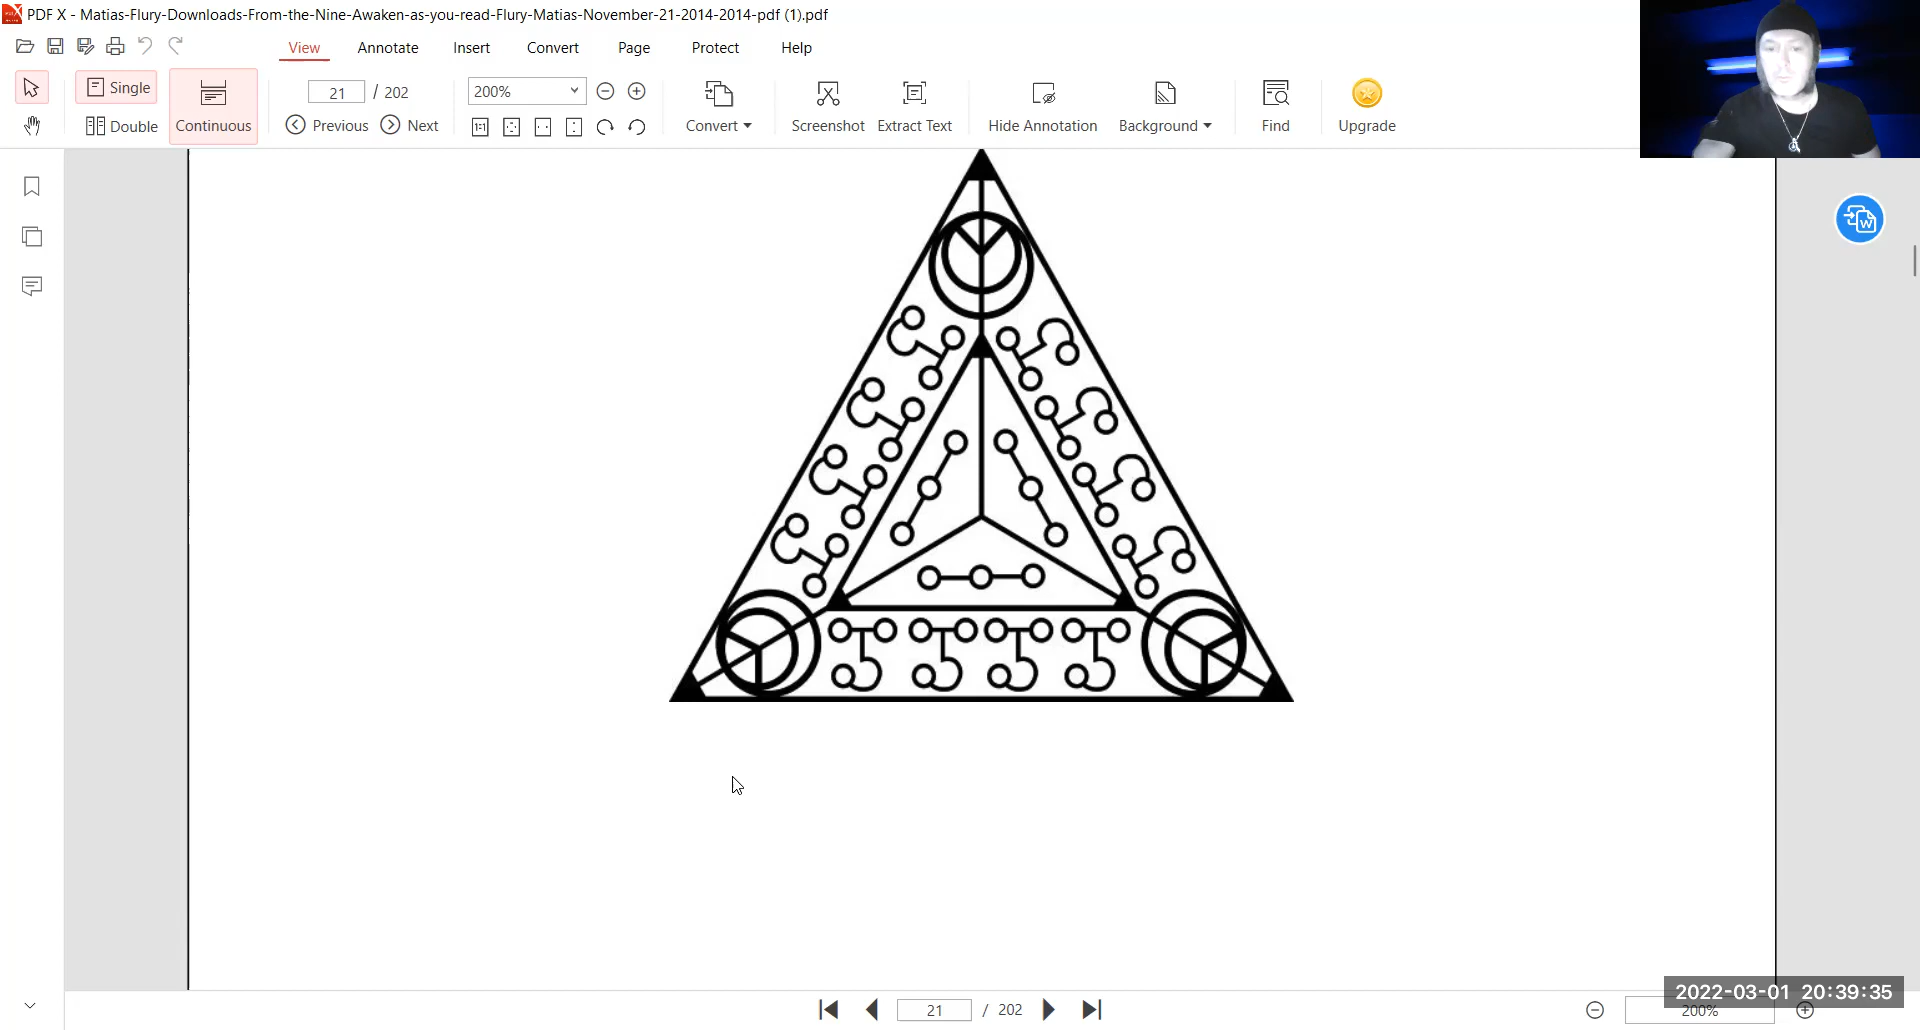 PDF X - Matias-Flury-Downloads-From-the-Nine-Awaken-as-you-read-Flury-Matias-November-21-2014-2014-pdf (1).pdf
View Annotate Insert Convert Page Protect Help
Single
Double
Continuous
21 / 202
Previous Next
200%
1:1
Convert
Screenshot
Extract Text
Hide Annotation
Background
Find
Upgrade
W
21 / 202
2022-03-01 20:39:35
200%